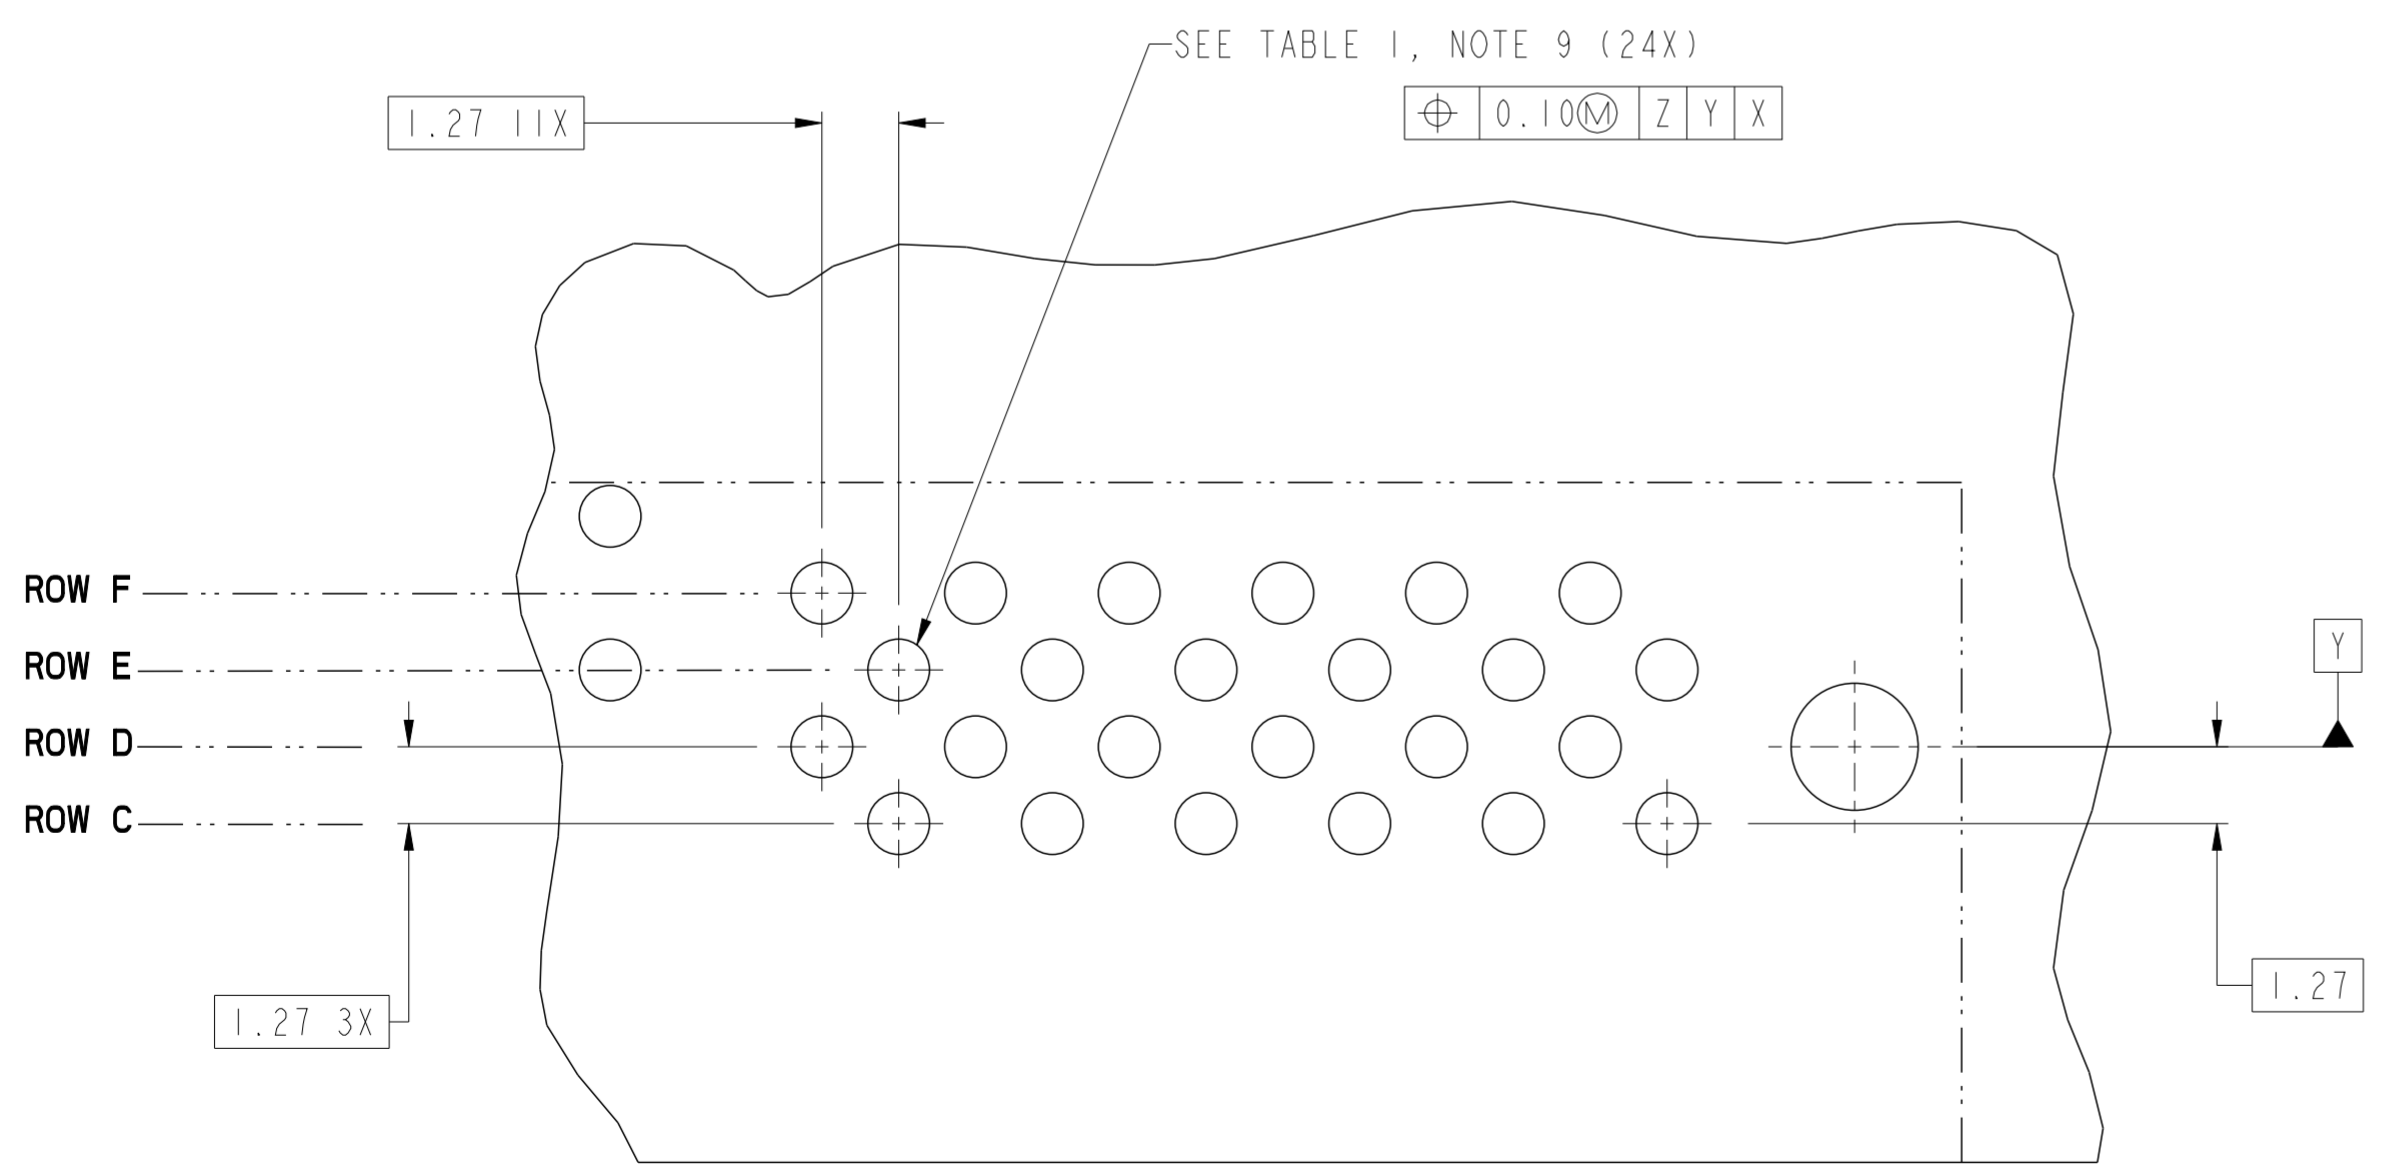 SEE TABLE 1, NOTE 9 (24X)
1.27 11X
⌖ 0.10Ⓜ Z Y X
ROW F
ROW E
Y
ROW D
ROW C
1.27
1.27 3X